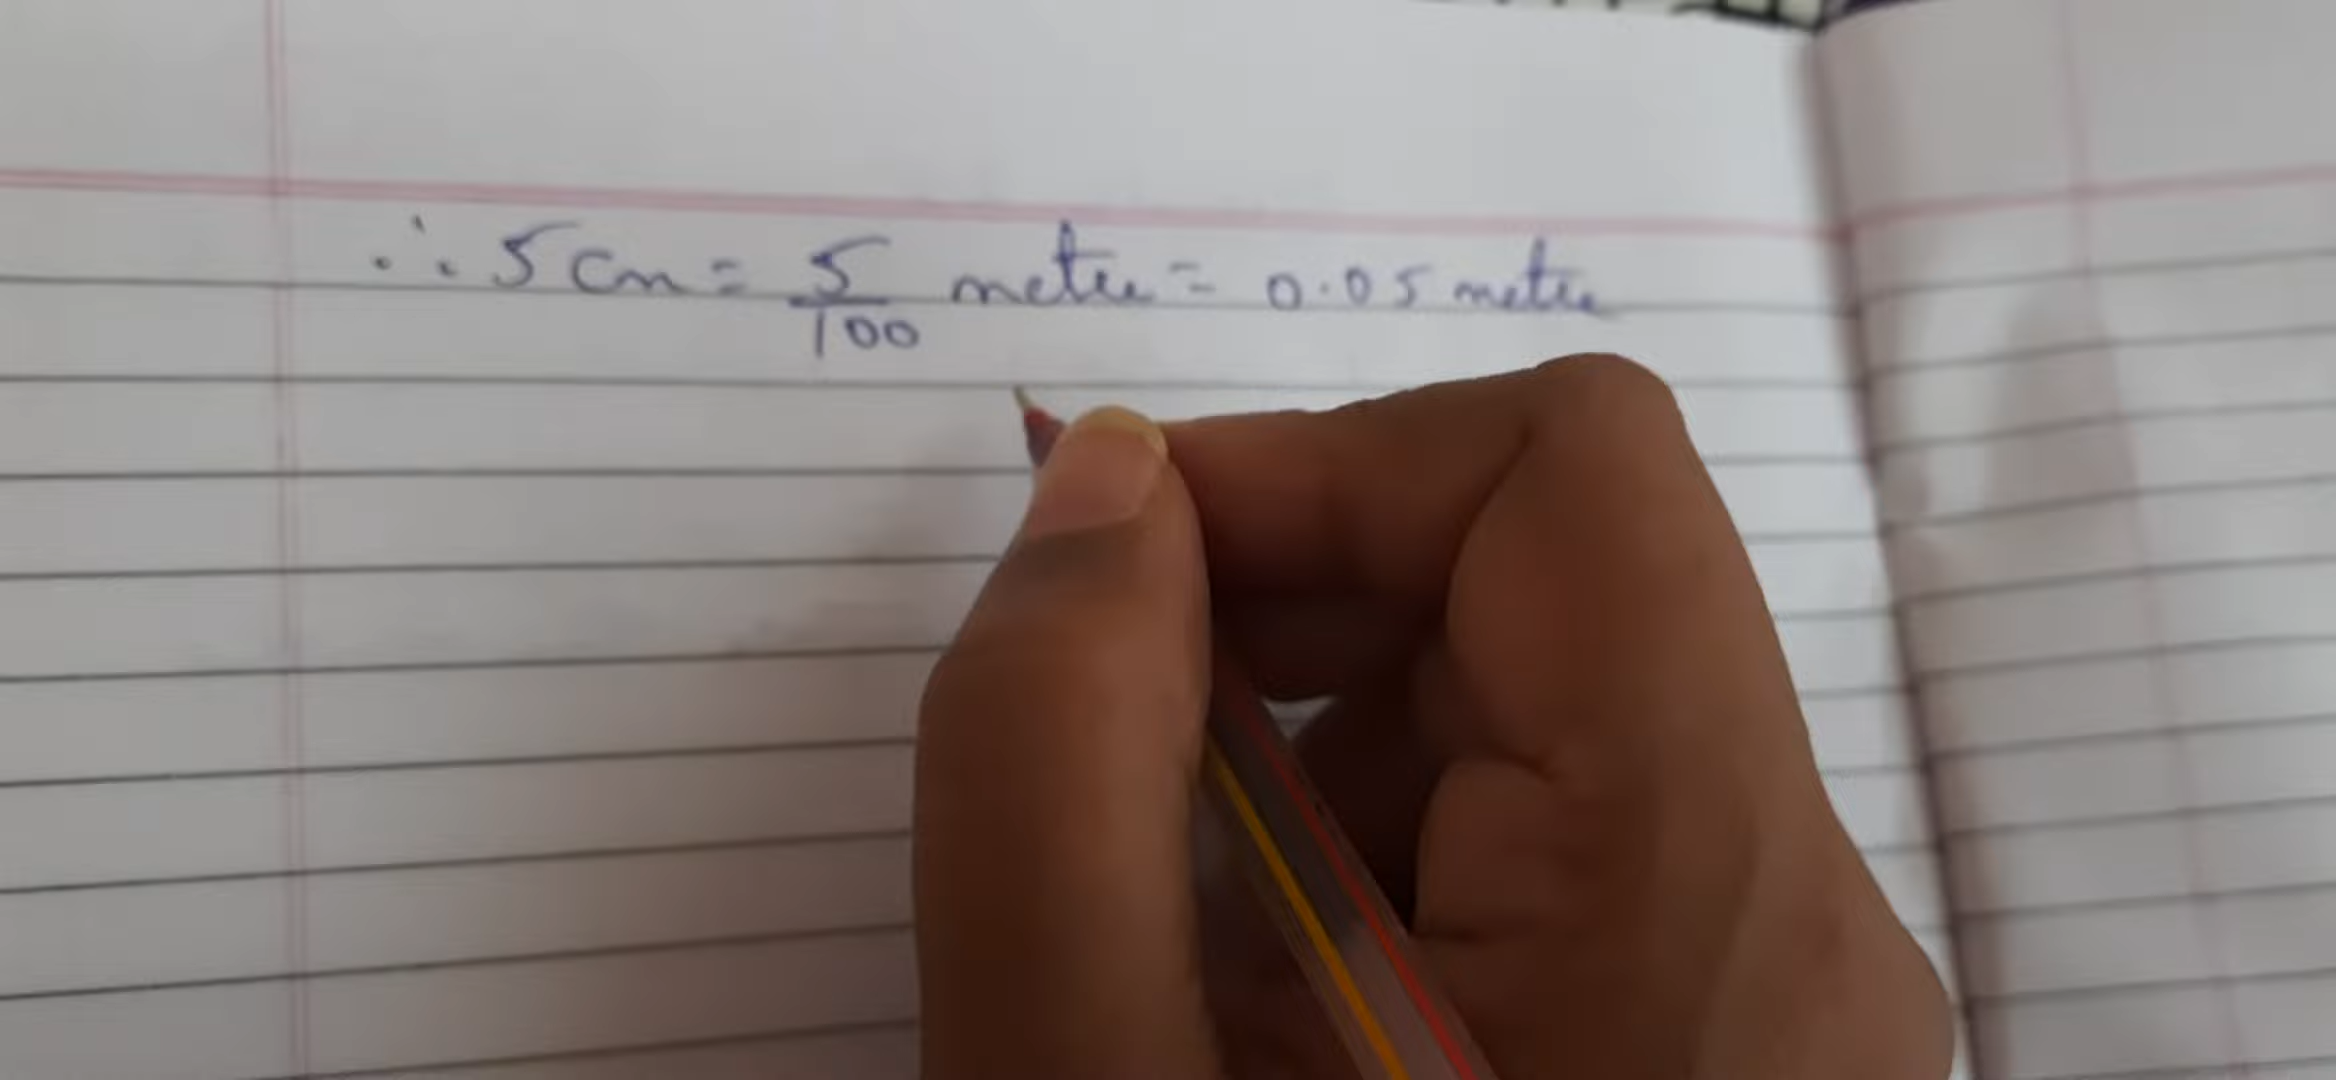 ∴ 5 cm = 5/100 metre = 0.05 metre